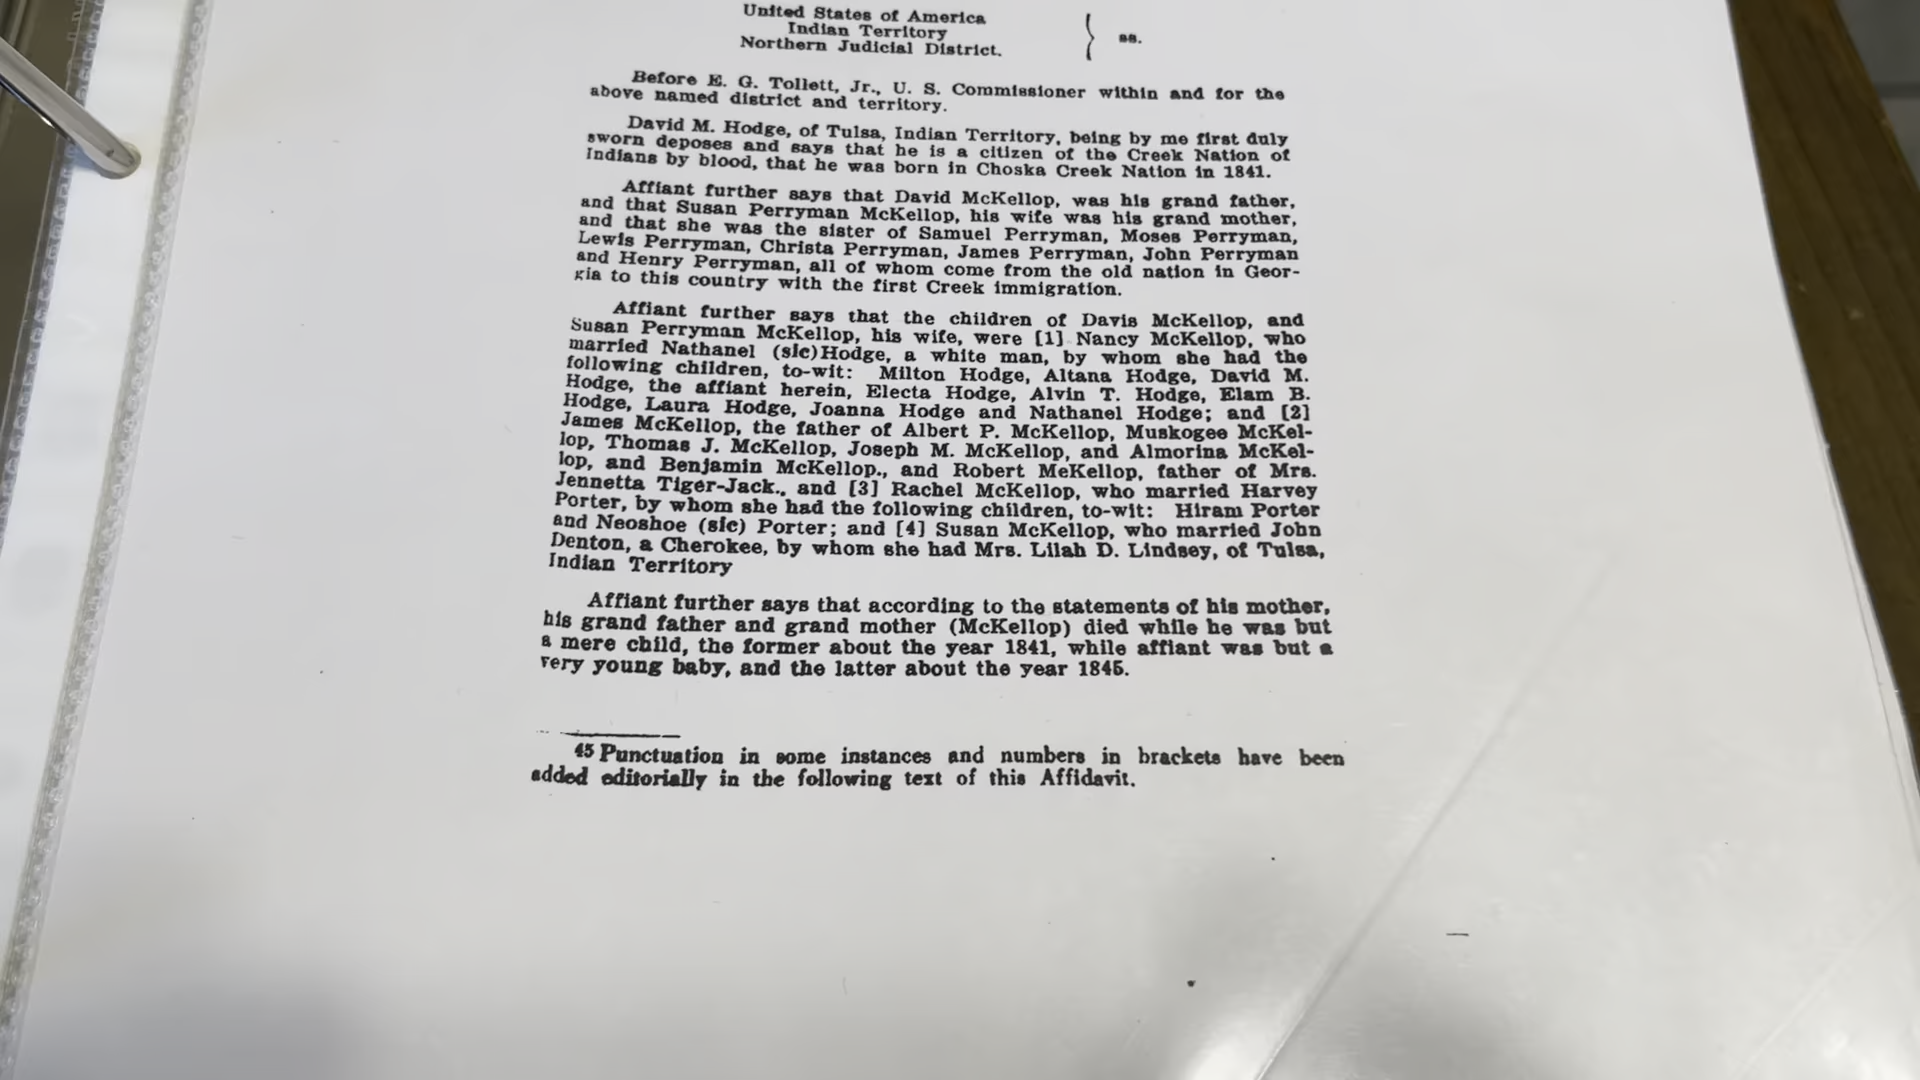 United States of America
Indian Territory } ss.
Northern Judicial District.
Before E. G. Tollett, Jr., U. S. Commissioner within and for the
above named district and territory.
David M. Hodge, of Tulsa, Indian Territory, being by me first duly
sworn deposes and says that he is a citizen of the Creek Nation of
Indians by blood, that he was born in Choska Creek Nation in 1841.
Affiant further says that David McKellop, was his grand father,
and that Susan Perryman McKellop, his wife was his grand mother,
and that she was the sister of Samuel Perryman, Moses Perryman,
Lewis Perryman, Christa Perryman, James Perryman, John Perryman
and Henry Perryman, all of whom come from the old nation in Geor-
gia to this country with the first Creek immigration.
Affiant further says that the children of Davis McKellop, and
Susan Perryman McKellop, his wife, were [1] Nancy McKellop, who
married Nathanel (sic) Hodge, a white man, by whom she had the
following children, to-wit: Milton Hodge, Altana Hodge, David M.
Hodge, the affiant herein, Electa Hodge, Alvin T. Hodge, Elam B.
Hodge, Laura Hodge, Joanna Hodge and Nathanel Hodge; and [2]
James McKellop, the father of Albert P. McKellop, Muskogee McKel-
lop, Thomas J. McKellop, Joseph M. McKellop, and Almorina McKel-
lop, and Benjamin McKellop., and Robert MeKellop, father of Mrs.
Jennetta Tiger-Jack., and [3] Rachel McKellop, who married Harvey
Porter, by whom she had the following children, to-wit: Hiram Porter
and Neoshoe (sic) Porter; and [4] Susan McKellop, who married John
Denton, a Cherokee, by whom she had Mrs. Lilah D. Lindsey, of Tulsa,
Indian Territory
Affiant further says that according to the statements of his mother,
his grand father and grand mother (McKellop) died while he was but
a mere child, the former about the year 1841, while affiant was but a
very young baby, and the latter about the year 1845.
45 Punctuation in some instances and numbers in brackets have been
added editorially in the following text of this Affidavit.